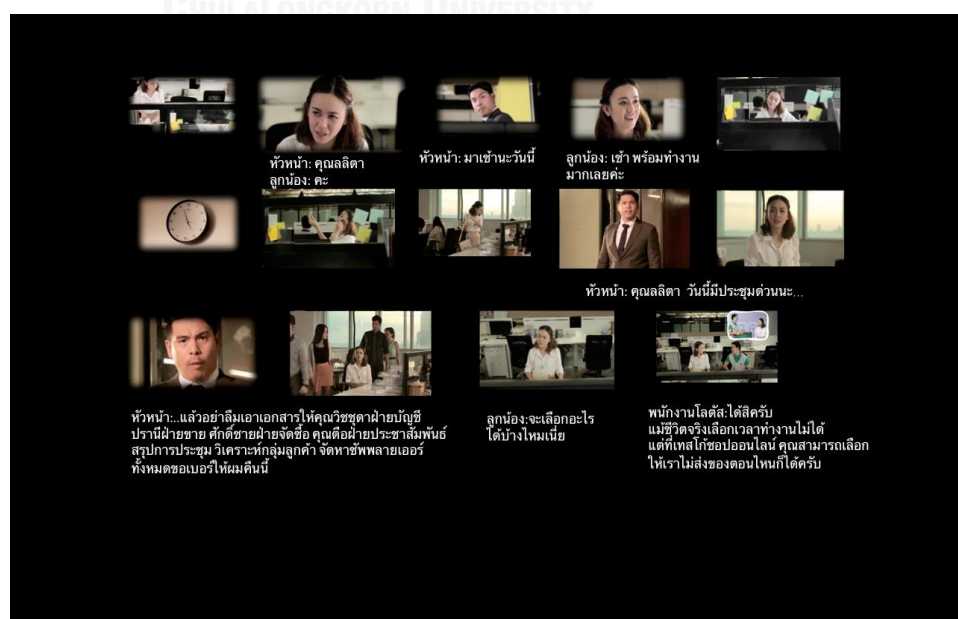 CHULALONGKORN UNIVERSITY
หัวหน้า: คุณลลิตา
ลูกน้อง: คะ
หัวหน้า: มาเช้านะวันนี้
ลูกน้อง: เช้า พร้อมทำงาน
มากเลยค่ะ
หัวหน้า: คุณลลิตา วันนี้มีประชุมด่วนนะ...
หัวหน้า:..แล้วอย่าลืมเอาเอกสารให้คุณวิชชุดาฝ่ายบัญชี
ปรานีฝ่ายขาย ศักดิ์ชายฝ่ายจัดซื้อ คุณตือฝ่ายประชาสัมพันธ์
สรุปการประชุม วิเคราะห์กลุ่มลูกค้า จัดหาซัพพลายเออร์
ทั้งหมดขอเบอร์ให้ผมคืนนี้
ลูกน้อง:จะเลือกอะไร
ได้บ้างไหมเนี่ย
พนักงานโลตัส:ได้สิครับ
แม้ชีวิตจริงเลือกเวลาทำงานไม่ได้
แต่ที่เทสโก้ชอปออนไลน์ คุณสามารถเลือก
ให้เราไปส่งของตอนไหนก็ได้ครับ